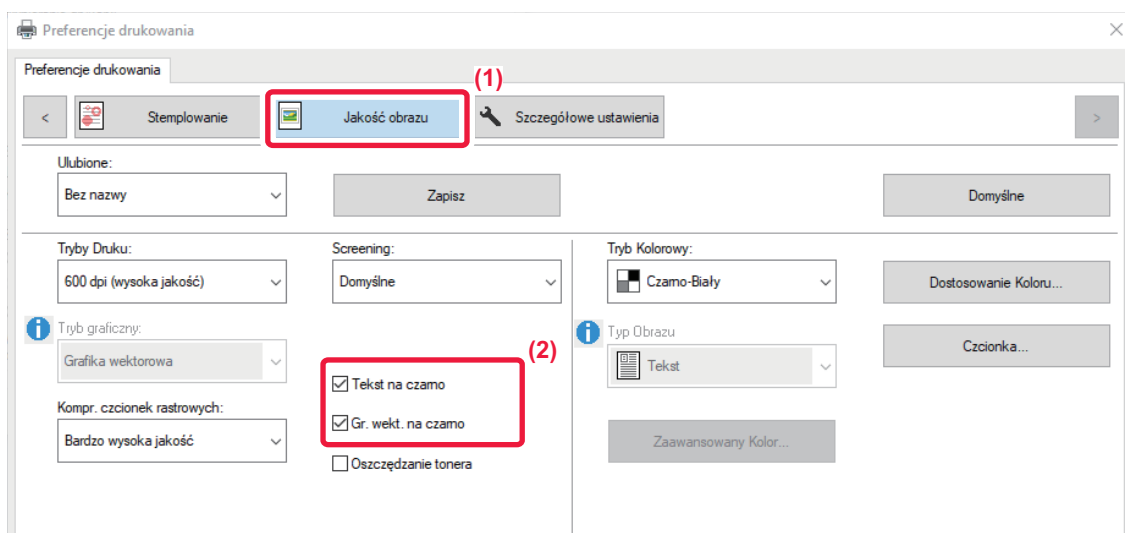 Preferencje drukowania
Preferencje drukowania
(1)
< Stemplowanie Jakość obrazu Szczegółowe ustawienia >
Ulubione:
Bez nazwy Zapisz Domyślne
Tryby Druku: Screening: Tryb Kolorowy:
600 dpi (wysoka jakość) Domyślne Czarno-Biały Dostosowanie Koloru...
Tryb graficzny: Typ Obrazu
(2)
Grafika wektorowa Tekst Czcionka...
Tekst na czarno
Kompr. czcionek rastrowych: Gr. wekt. na czarno
Bardzo wysoka jakość Zaawansowany Kolor...
Oszczędzanie tonera